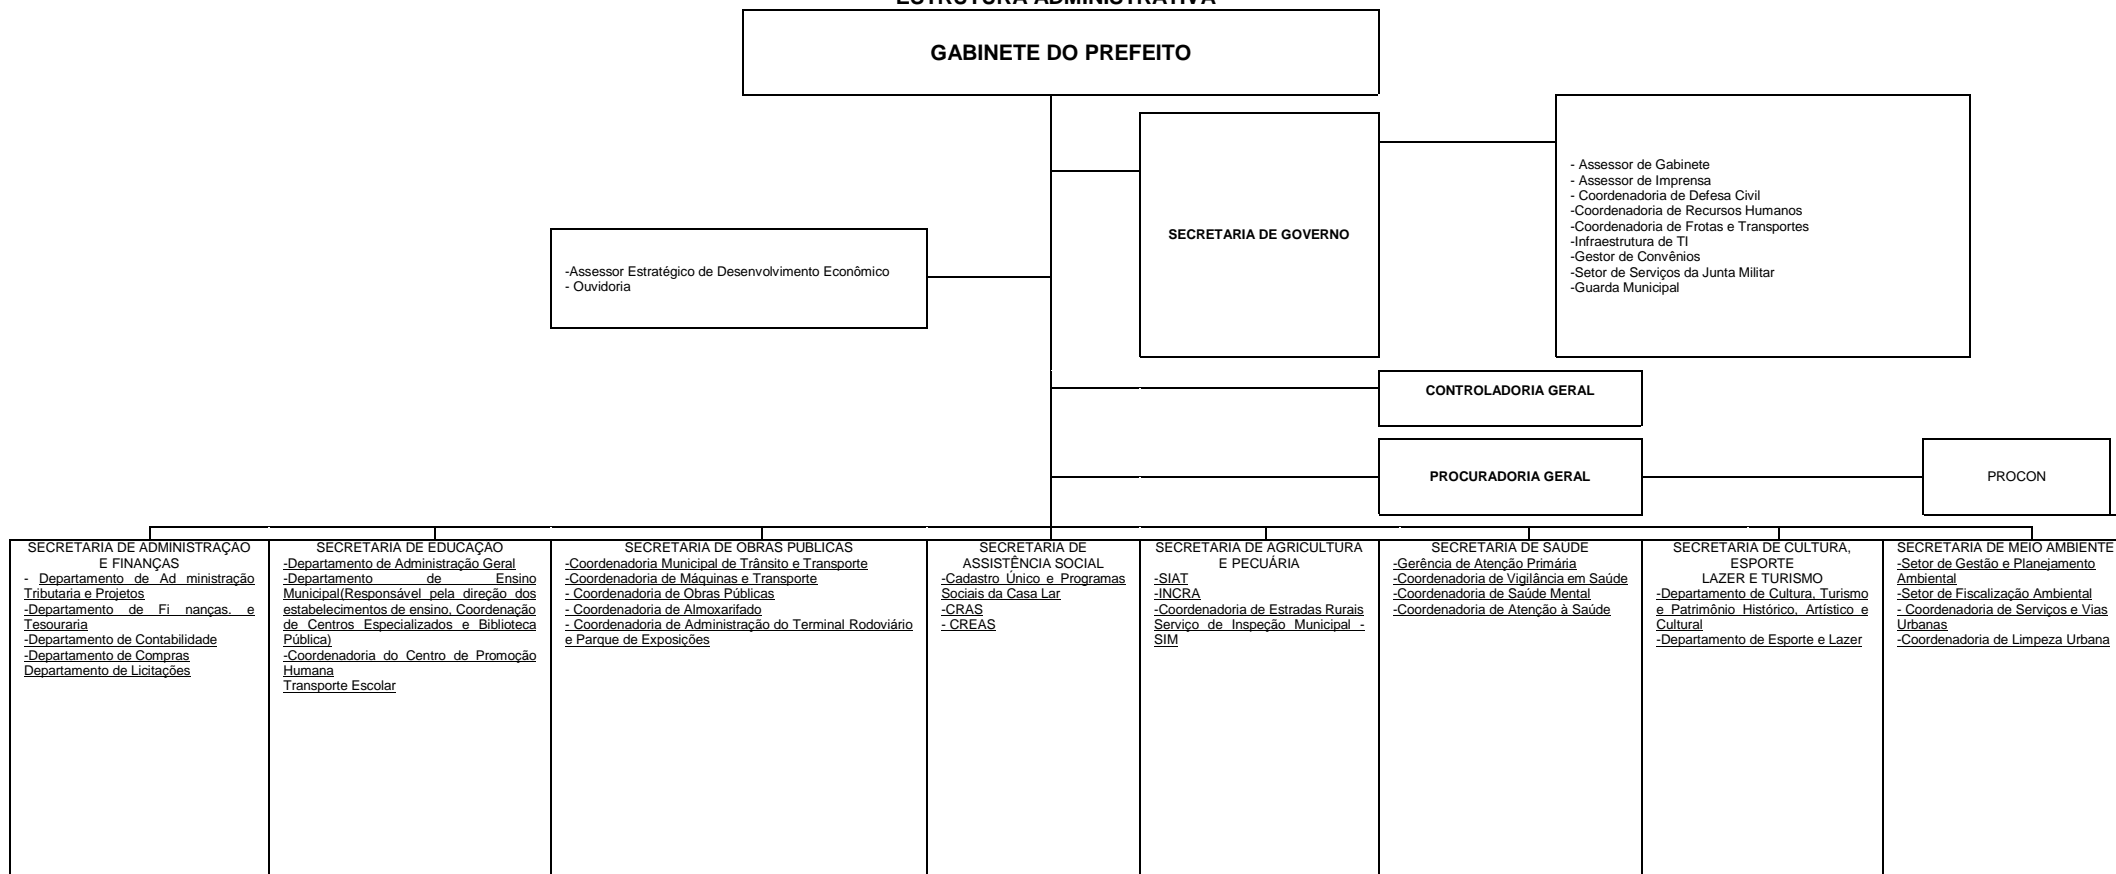 ESTRUTURA ADMINISTRATIVA
GABINETE DO PREFEITO
- Assessor de Gabinete
- Assessor de Imprensa
- Coordenadoria de Defesa Civil
-Coordenadoria de Recursos Humanos
-Coordenadoria de Frotas e Transportes
-Infraestrutura de TI
-Gestor de Convênios
-Setor de Serviços da Junta Militar
-Guarda Municipal
SECRETARIA DE GOVERNO
-Assessor Estratégico de Desenvolvimento Econômico
- Ouvidoria
CONTROLADORIA GERAL
PROCURADORIA GERAL
PROCON
SECRETARIA DE ADMINISTRAÇÃO
E FINANÇAS
- Departamento de Ad ministração
Tributaria e Projetos
-Departamento de Fi nanças. e
Tesouraria
-Departamento de Contabilidade
-Departamento de Compras
Departamento de Licitações
SECRETARIA DE EDUCAÇÃO
-Departamento de Administração Geral
-Departamento de Ensino
Municipal(Responsável pela direção dos
estabelecimentos de ensino, Coordenação
de Centros Especializados e Biblioteca
Pública)
-Coordenadoria do Centro de Promoção
Humana
Transporte Escolar
SECRETARIA DE OBRAS PÚBLICAS
-Coordenadoria Municipal de Trânsito e Transporte
-Coordenadoria de Máquinas e Transporte
- Coordenadoria de Obras Públicas
- Coordenadoria de Almoxarifado
- Coordenadoria de Administração do Terminal Rodoviário
e Parque de Exposições
SECRETARIA DE
ASSISTÊNCIA SOCIAL
-Cadastro Único e Programas
Sociais da Casa Lar
-CRAS
- CREAS
SECRETARIA DE AGRICULTURA
E PECUÁRIA
-SIAT
-INCRA
-Coordenadoria de Estradas Rurais
Serviço de Inspeção Municipal -
SIM
SECRETARIA DE SAÚDE
-Gerência de Atenção Primária
-Coordenadoria de Vigilância em Saúde
-Coordenadoria de Saúde Mental
-Coordenadoria de Atenção à Saúde
SECRETARIA DE CULTURA,
ESPORTE
LAZER E TURISMO
-Departamento de Cultura, Turismo
e Patrimônio Histórico, Artístico e
Cultural
-Departamento de Esporte e Lazer
SECRETARIA DE MEIO AMBIENTE
-Setor de Gestão e Planejamento
Ambiental
-Setor de Fiscalização Ambiental
- Coordenadoria de Serviços e Vias
Urbanas
-Coordenadoria de Limpeza Urbana